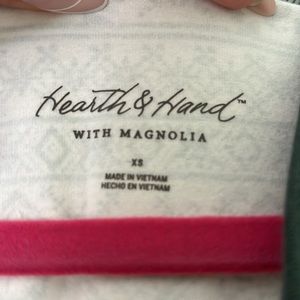 Hearth & Hand™
WITH MAGNOLIA
XS
MADE IN VIETNAM
HECHO EN VIETNAM